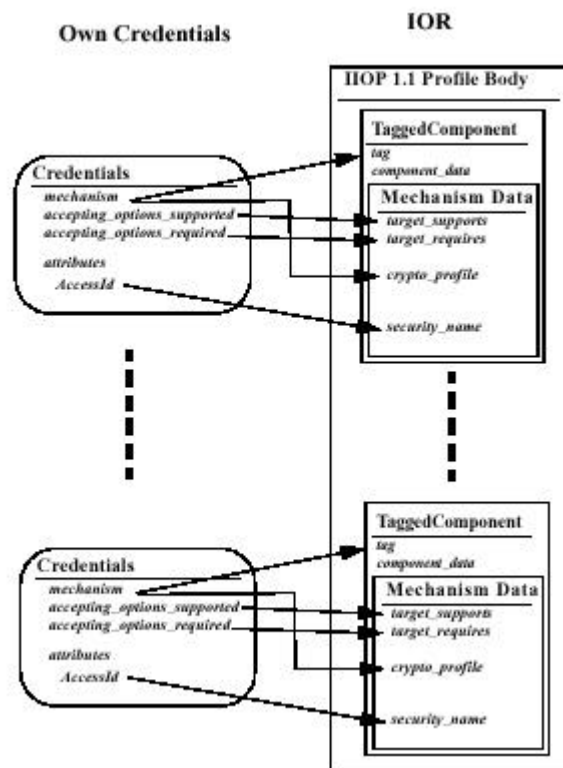 Own Credentials
IOR
IIOP 1.1 Profile Body
TaggedComponent
tag
component_data
Credentials
mechanism
accepting_options_supported
accepting_options_required
attributes
AccessId
Mechanism Data
target_supports
target_requires
crypto_profile
security_name
TaggedComponent
tag
component_data
Credentials
mechanism
accepting_options_supported
accepting_options_required
attributes
AccessId
Mechanism Data
target_supports
target_requires
crypto_profile
security_name